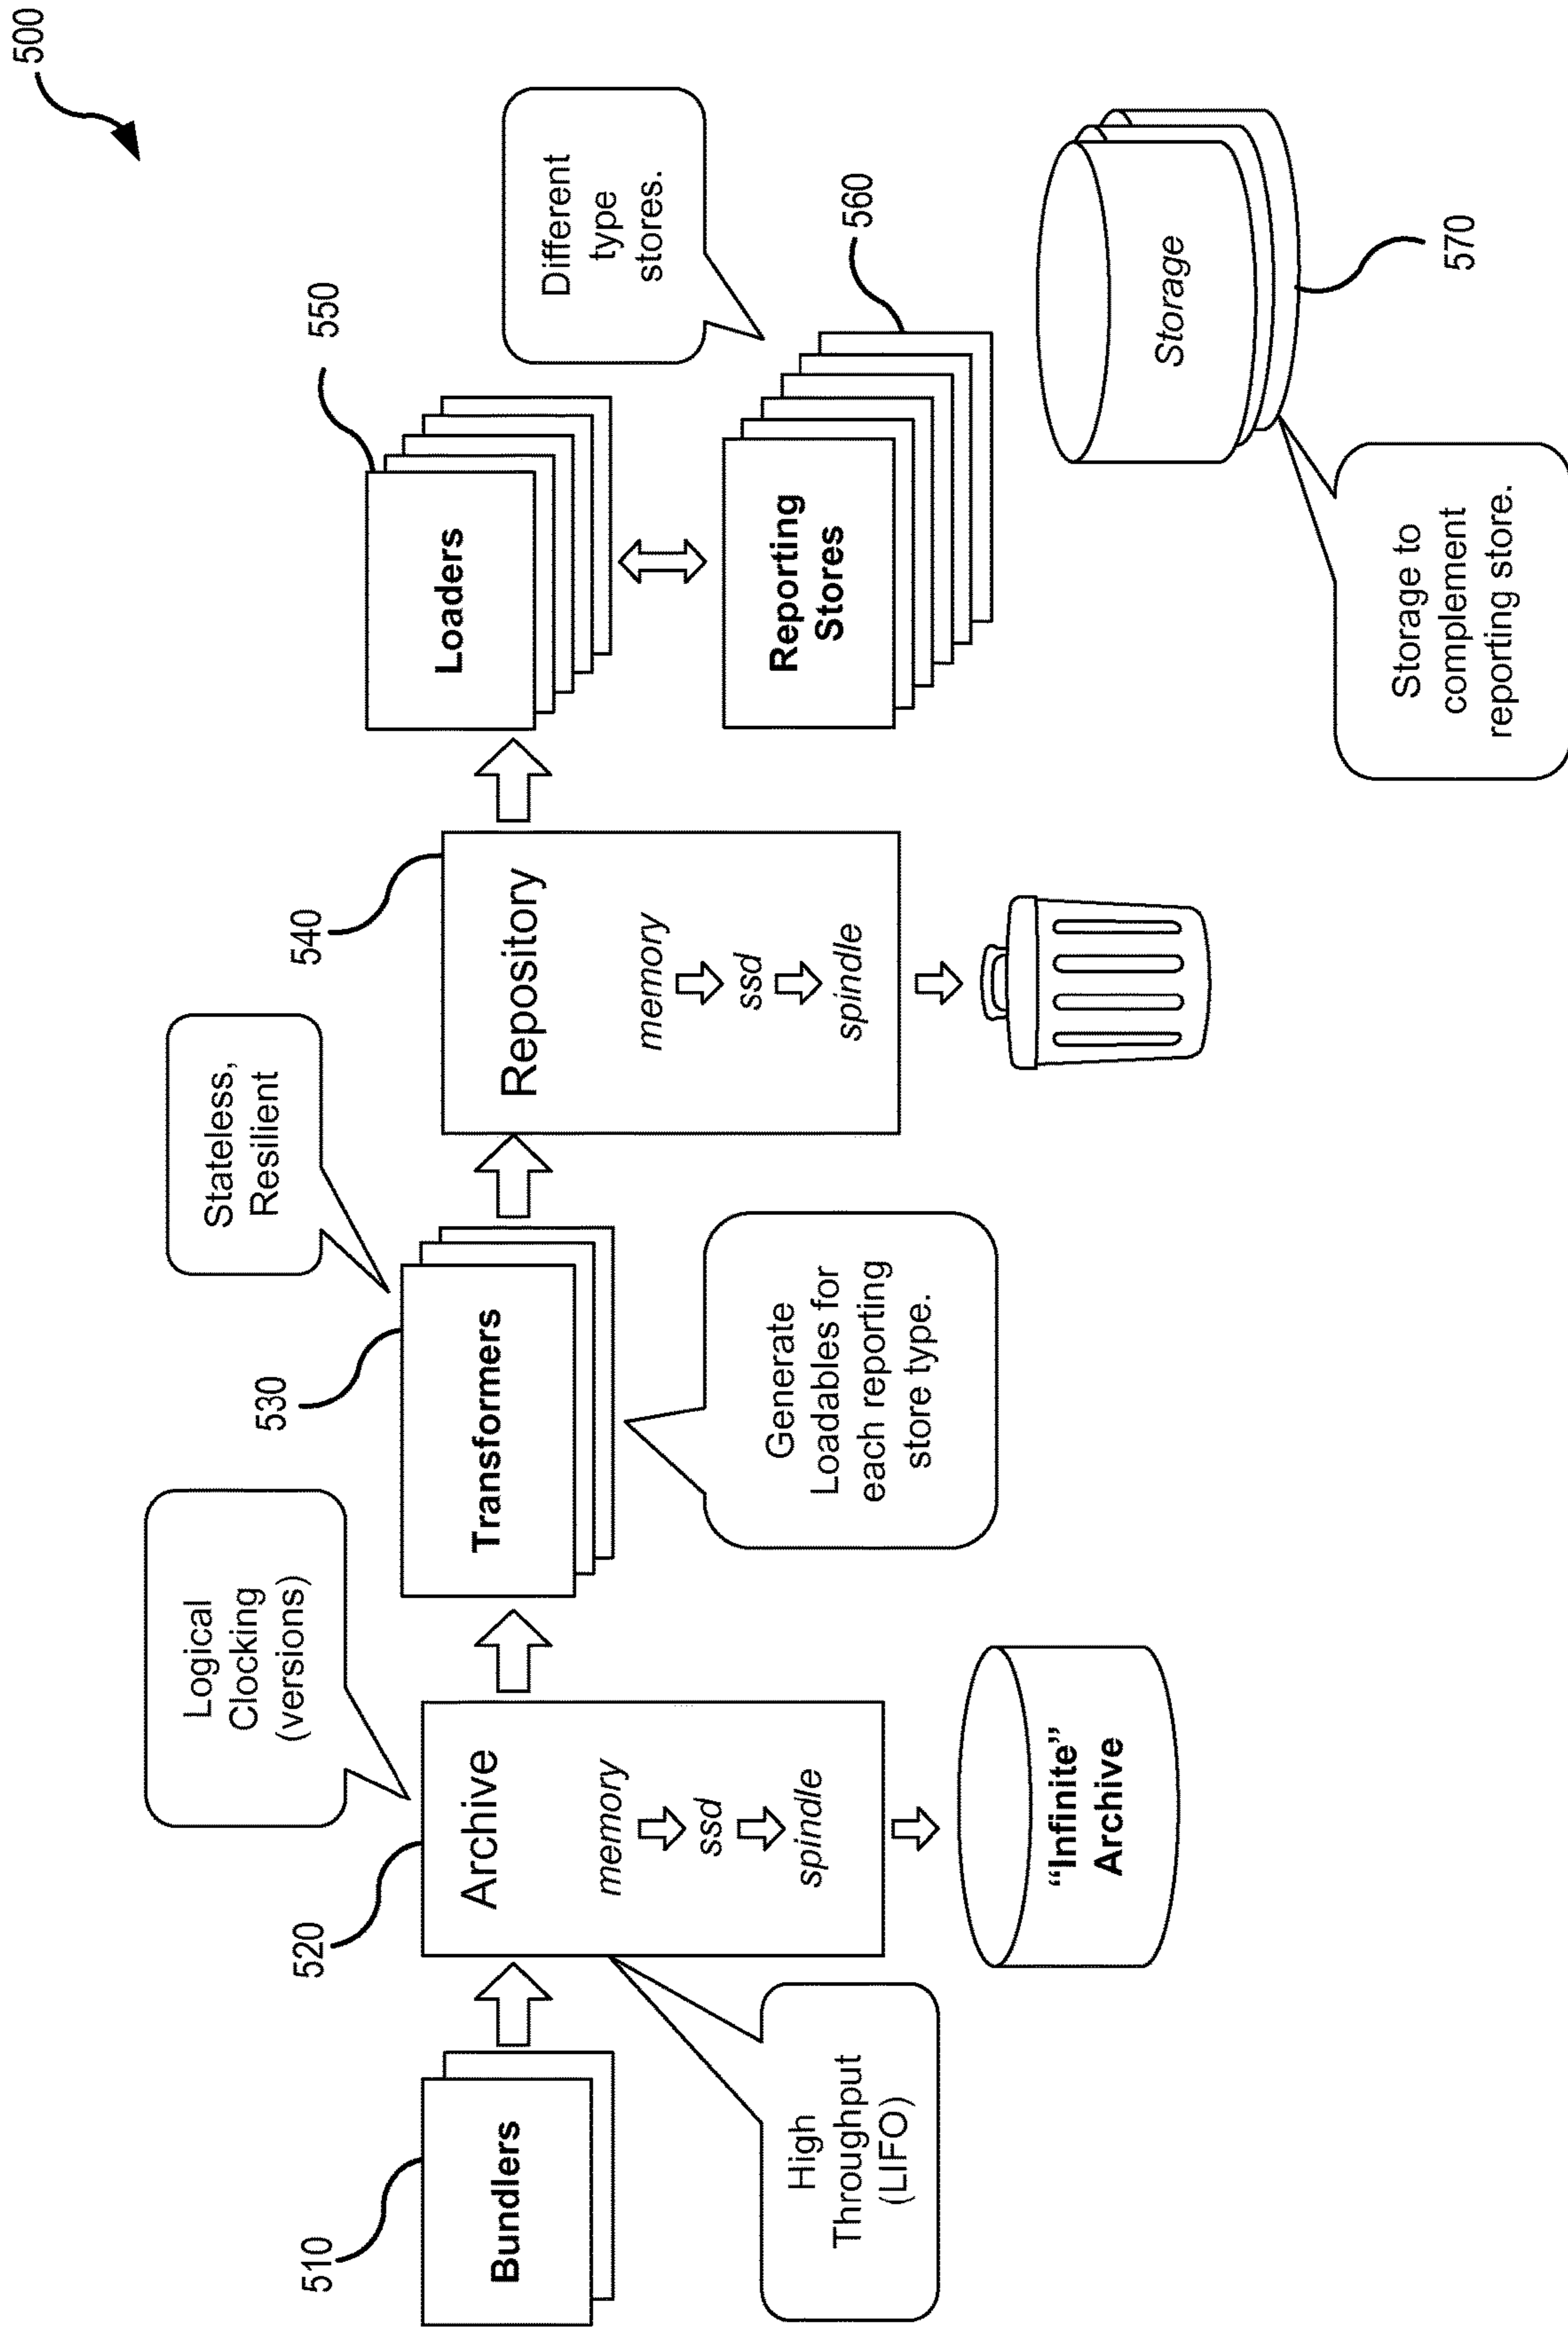 500
Logical
Clocking
(versions)
Stateless,
Resilient
Different
type
stores.
510
520
530
540
550
560
570
Bundlers
Archive
memory
ssd
spindle
Transformers
Repository
memory
ssd
spindle
Loaders
Reporting
Stores
High
Throughput
(LIFO)
"Infinite"
Archive
Generate
Loadables for
each reporting
store type.
Storage
Storage to
complement
reporting store.